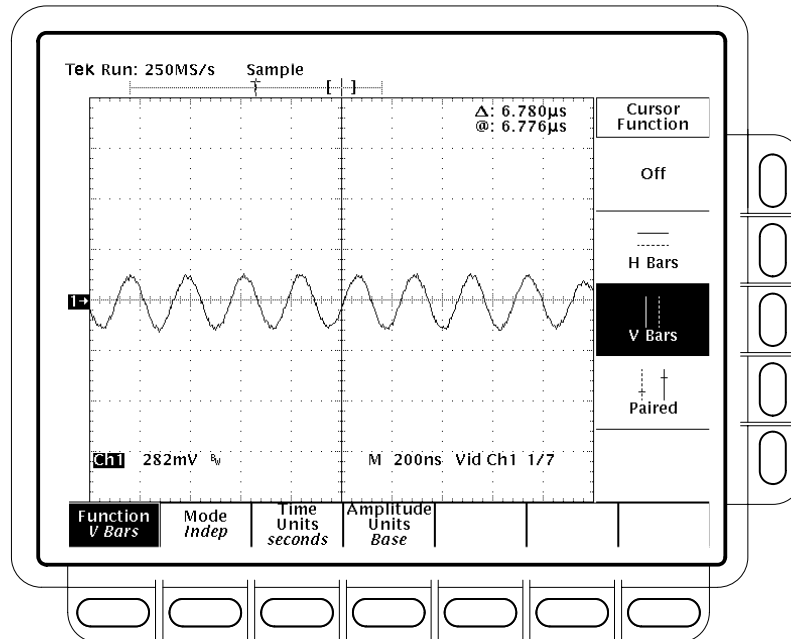 Tek Run: 250MS/s Sample
[ ]
Δ: 6.780µs
@: 6.776µs
Cursor
Function
Off
H Bars
V Bars
Paired
1→
Ch1 282mV BW M 200ns Vid Ch1 1/7
Function
V Bars
Mode
Indep
Time
Units
seconds
Amplitude
Units
Base